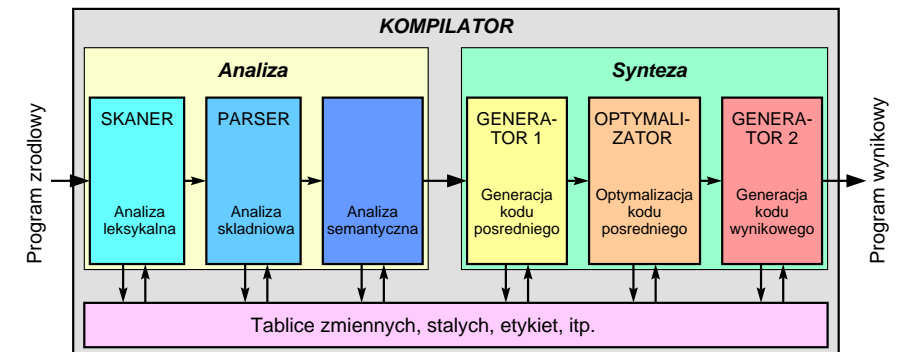 KOMPILATOR
Analiza
Synteza
Program zrodlowy
SKANER
Analiza
leksykalna
PARSER
Analiza
skladniowa
Analiza
semantyczna
GENERA-
TOR 1
Generacja
kodu
posredniego
OPTYMALI-
ZATOR
Optymalizacja
kodu
posredniego
GENERA-
TOR 2
Generacja
kodu
wynikowego
Program wynikowy
Tablice zmiennych, stalych, etykiet, itp.